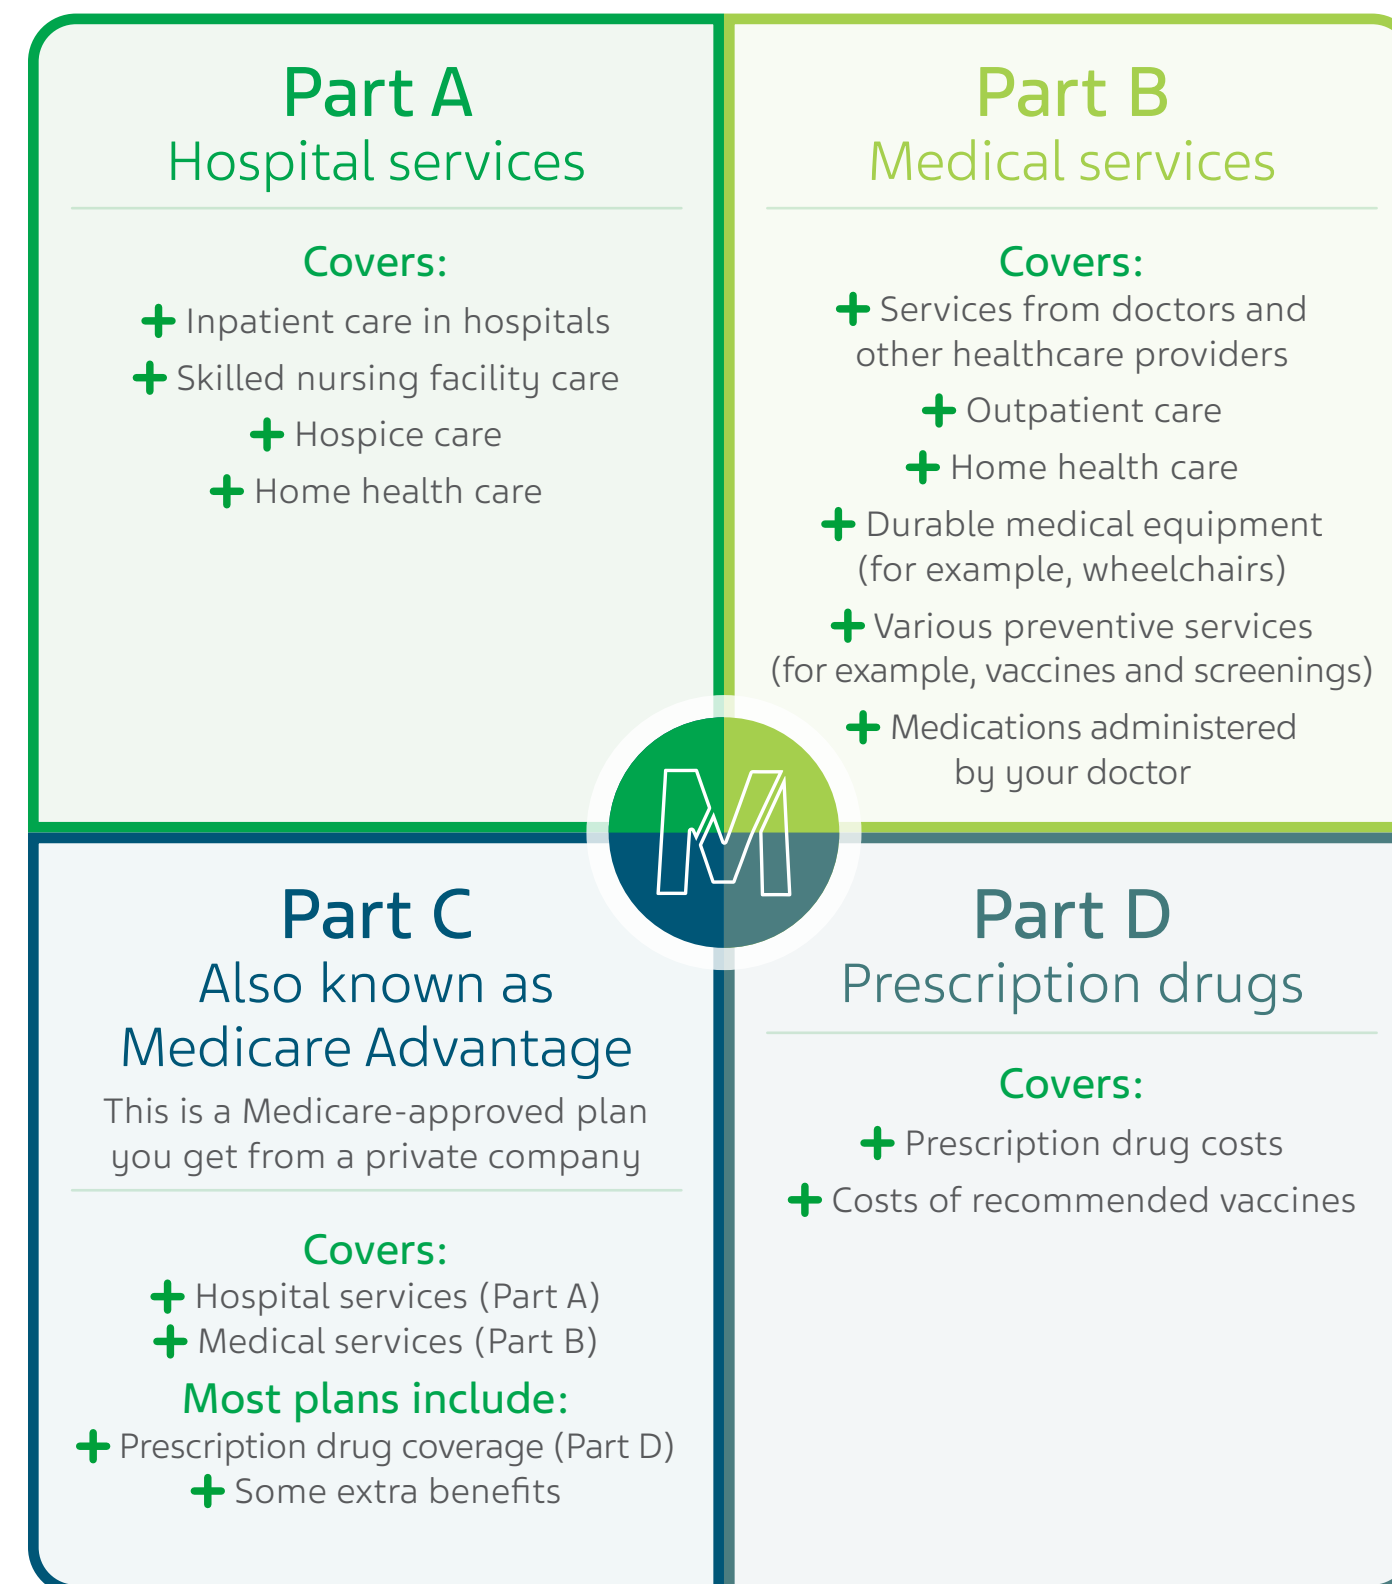 Part A
Hospital services
Covers:
Inpatient care in hospitals
Skilled nursing facility care
Hospice care
Home health care
Part B
Medical services
Covers:
Services from doctors and
other healthcare providers
Outpatient care
Home health care
Durable medical equipment
(for example, wheelchairs)
Various preventive services
(for example, vaccines and screenings)
Medications administered
by your doctor
M
Part C
Also known as
Medicare Advantage
This is a Medicare-approved plan
you get from a private company
Covers:
Hospital services (Part A)
Medical services (Part B)
Most plans include:
Prescription drug coverage (Part D)
Some extra benefits
Part D
Prescription drugs
Covers:
Prescription drug costs
Costs of recommended vaccines